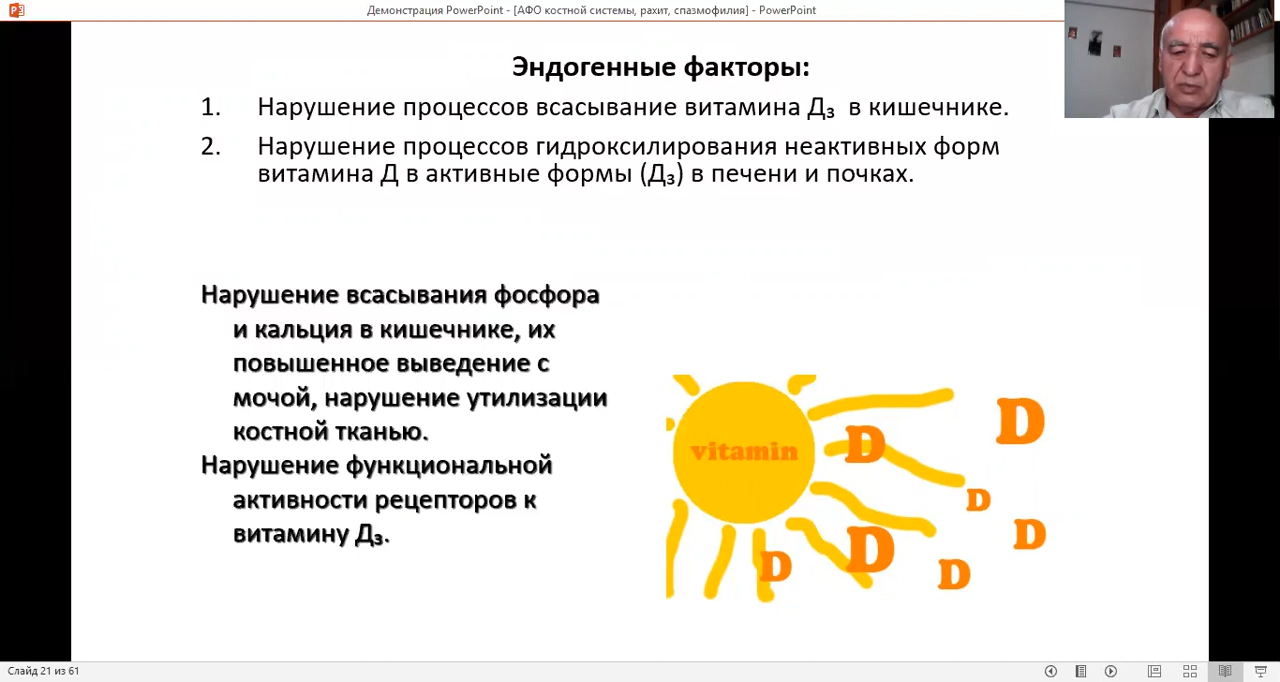 Демонстрация PowerPoint - [АФО костной системы, рахит, спазмофилия] - PowerPoint
Эндогенные факторы:
1. Нарушение процессов всасывание витамина Д₃ в кишечнике.
2. Нарушение процессов гидроксилирования неактивных форм
витамина Д в активные формы (Д₃) в печени и почках.
Нарушение всасывания фосфора
и кальция в кишечнике, их
повышенное выведение с
мочой, нарушение утилизации
костной тканью.
Нарушение функциональной
активности рецепторов к
витамину Д₃.
vitamin
D
D
D
D
D
D
D
Слайд 21 из 61